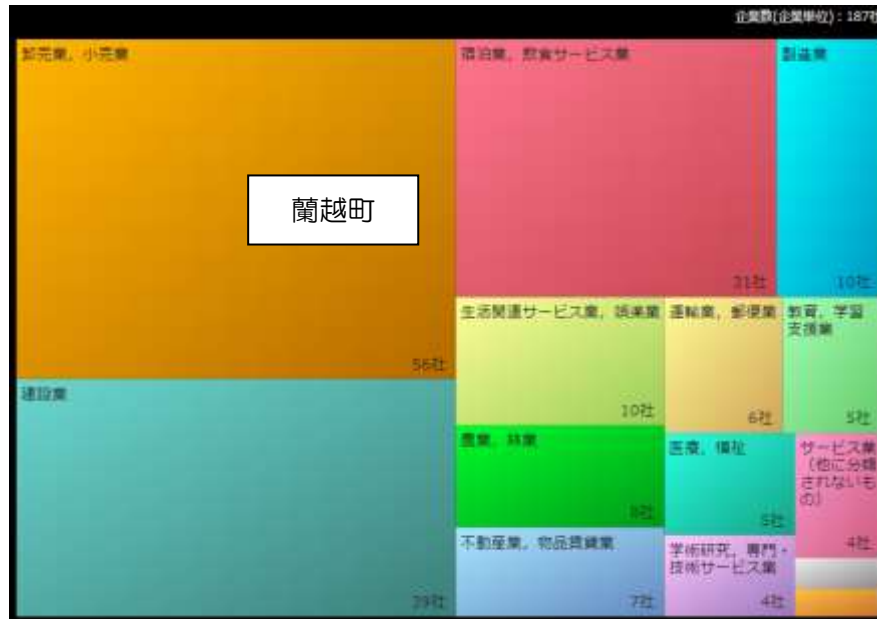 企業数(企業単位)：187社
卸売業，小売業
56社
蘭越町
建設業
39社
宿泊業，飲食サービス業
31社
製造業
10社
生活関連サービス業，娯楽業
10社
運輸業，郵便業
6社
教育，学習
支援業
5社
農業，林業
8社
医療，福祉
5社
サービス業
（他に分類
されないも
の）
4社
不動産業，物品賃貸業
7社
学術研究，専門・
技術サービス業
4社